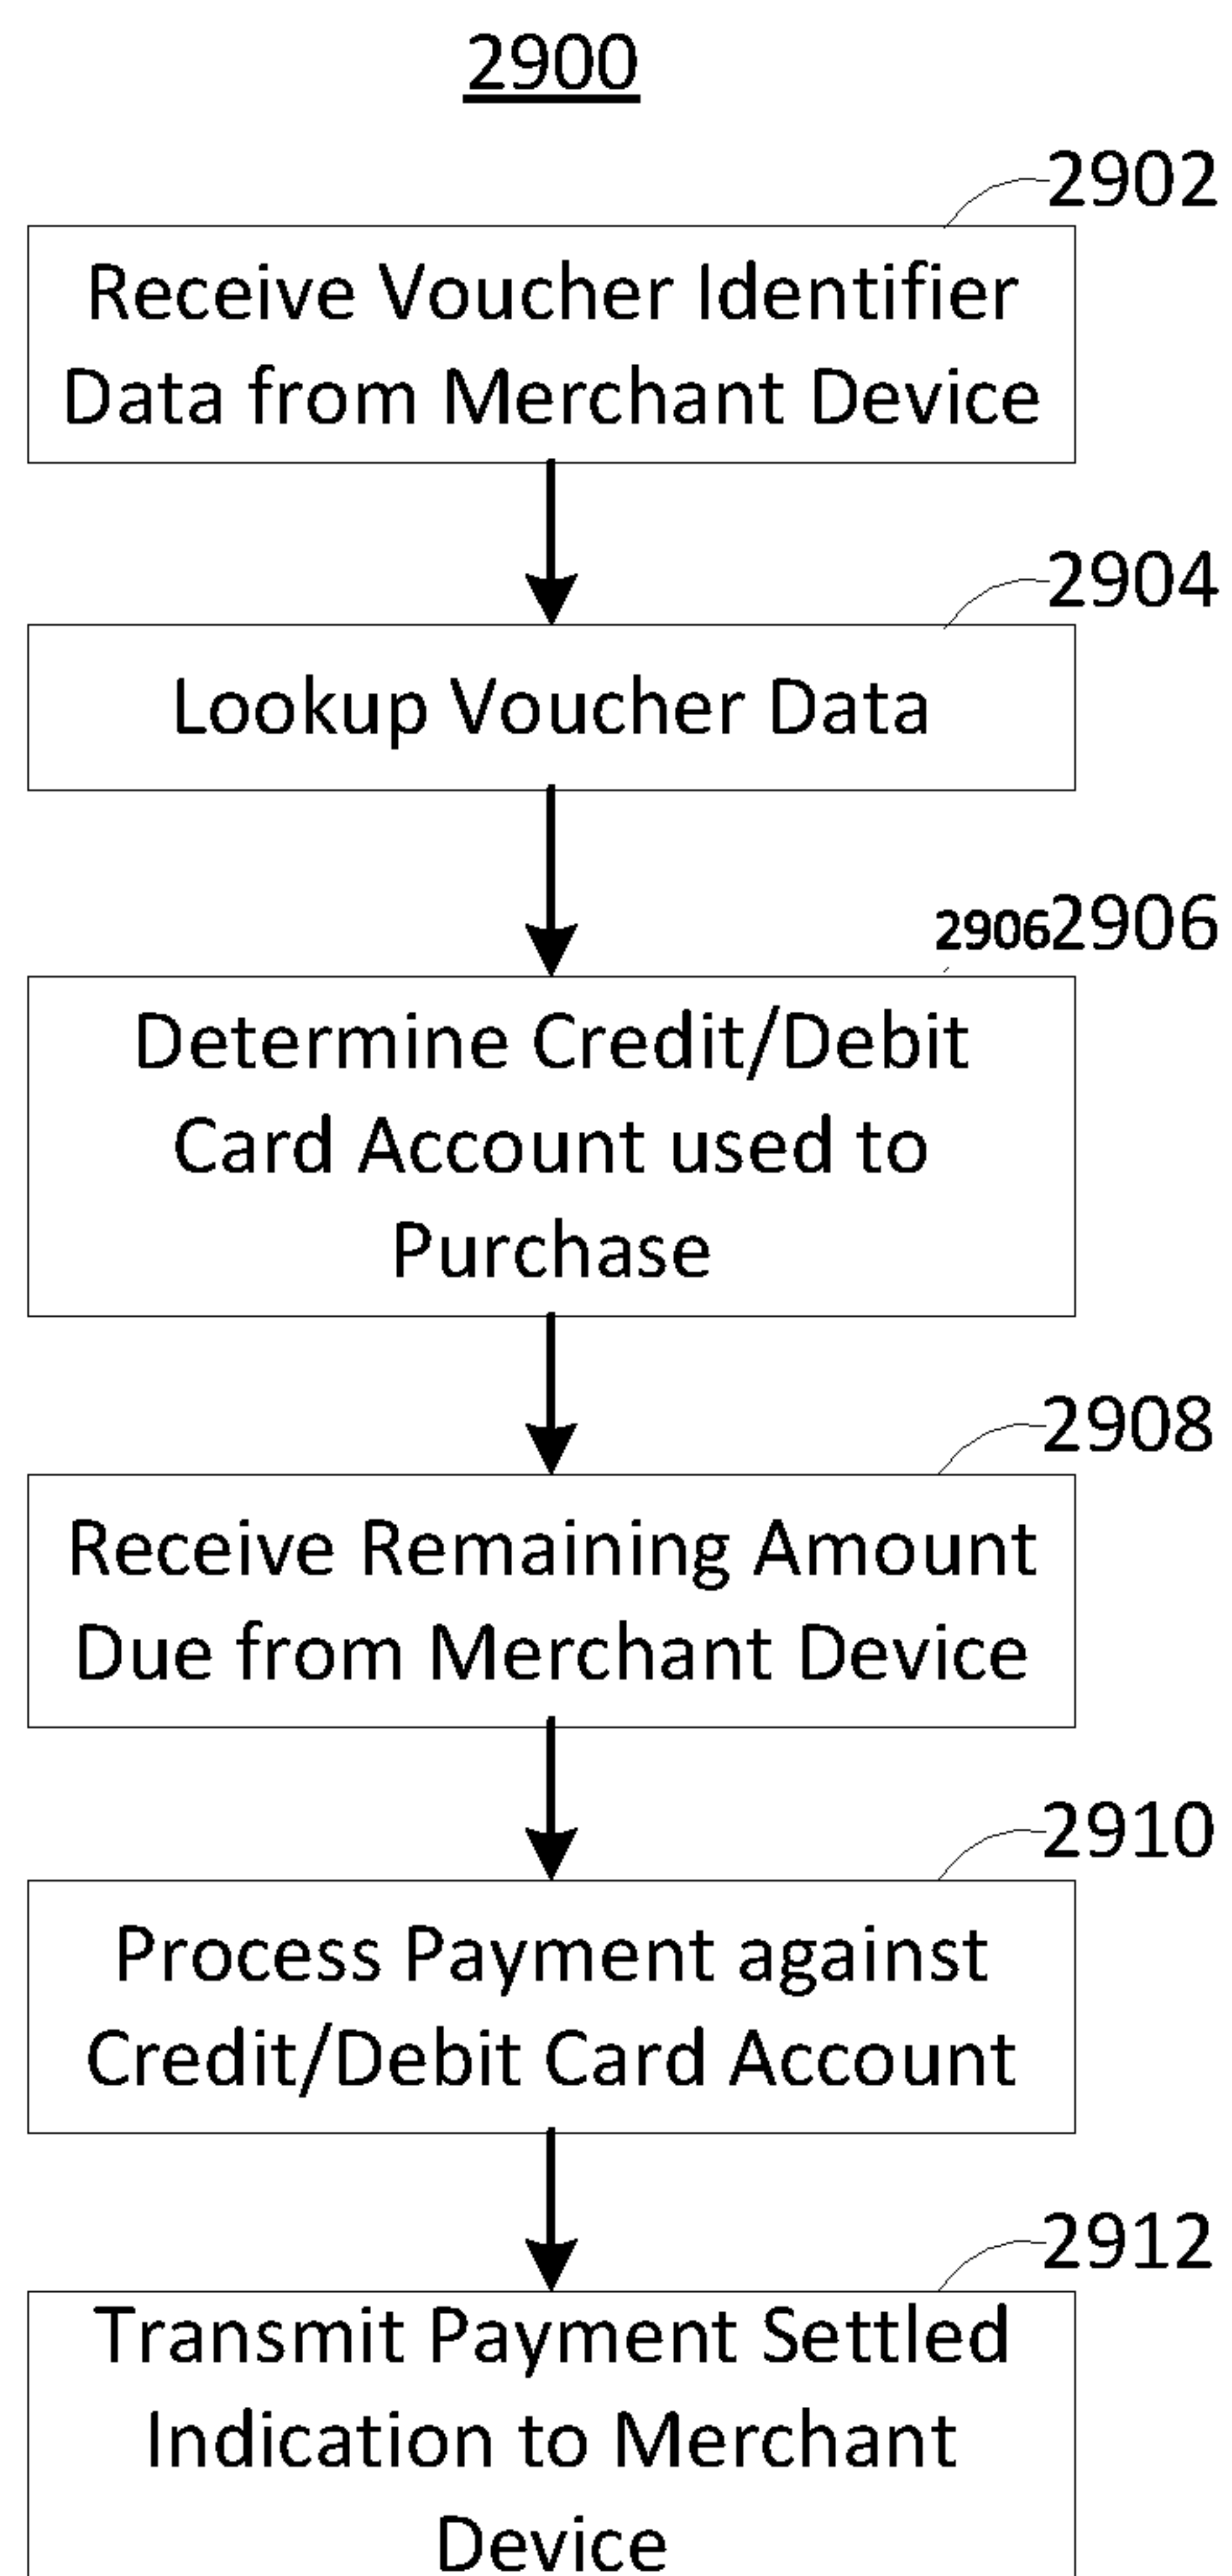 2900
2902
Receive Voucher Identifier
Data from Merchant Device
2904
Lookup Voucher Data
2906 2906
Determine Credit/Debit
Card Account used to
Purchase
2908
Receive Remaining Amount
Due from Merchant Device
2910
Process Payment against
Credit/Debit Card Account
2912
Transmit Payment Settled
Indication to Merchant
Device